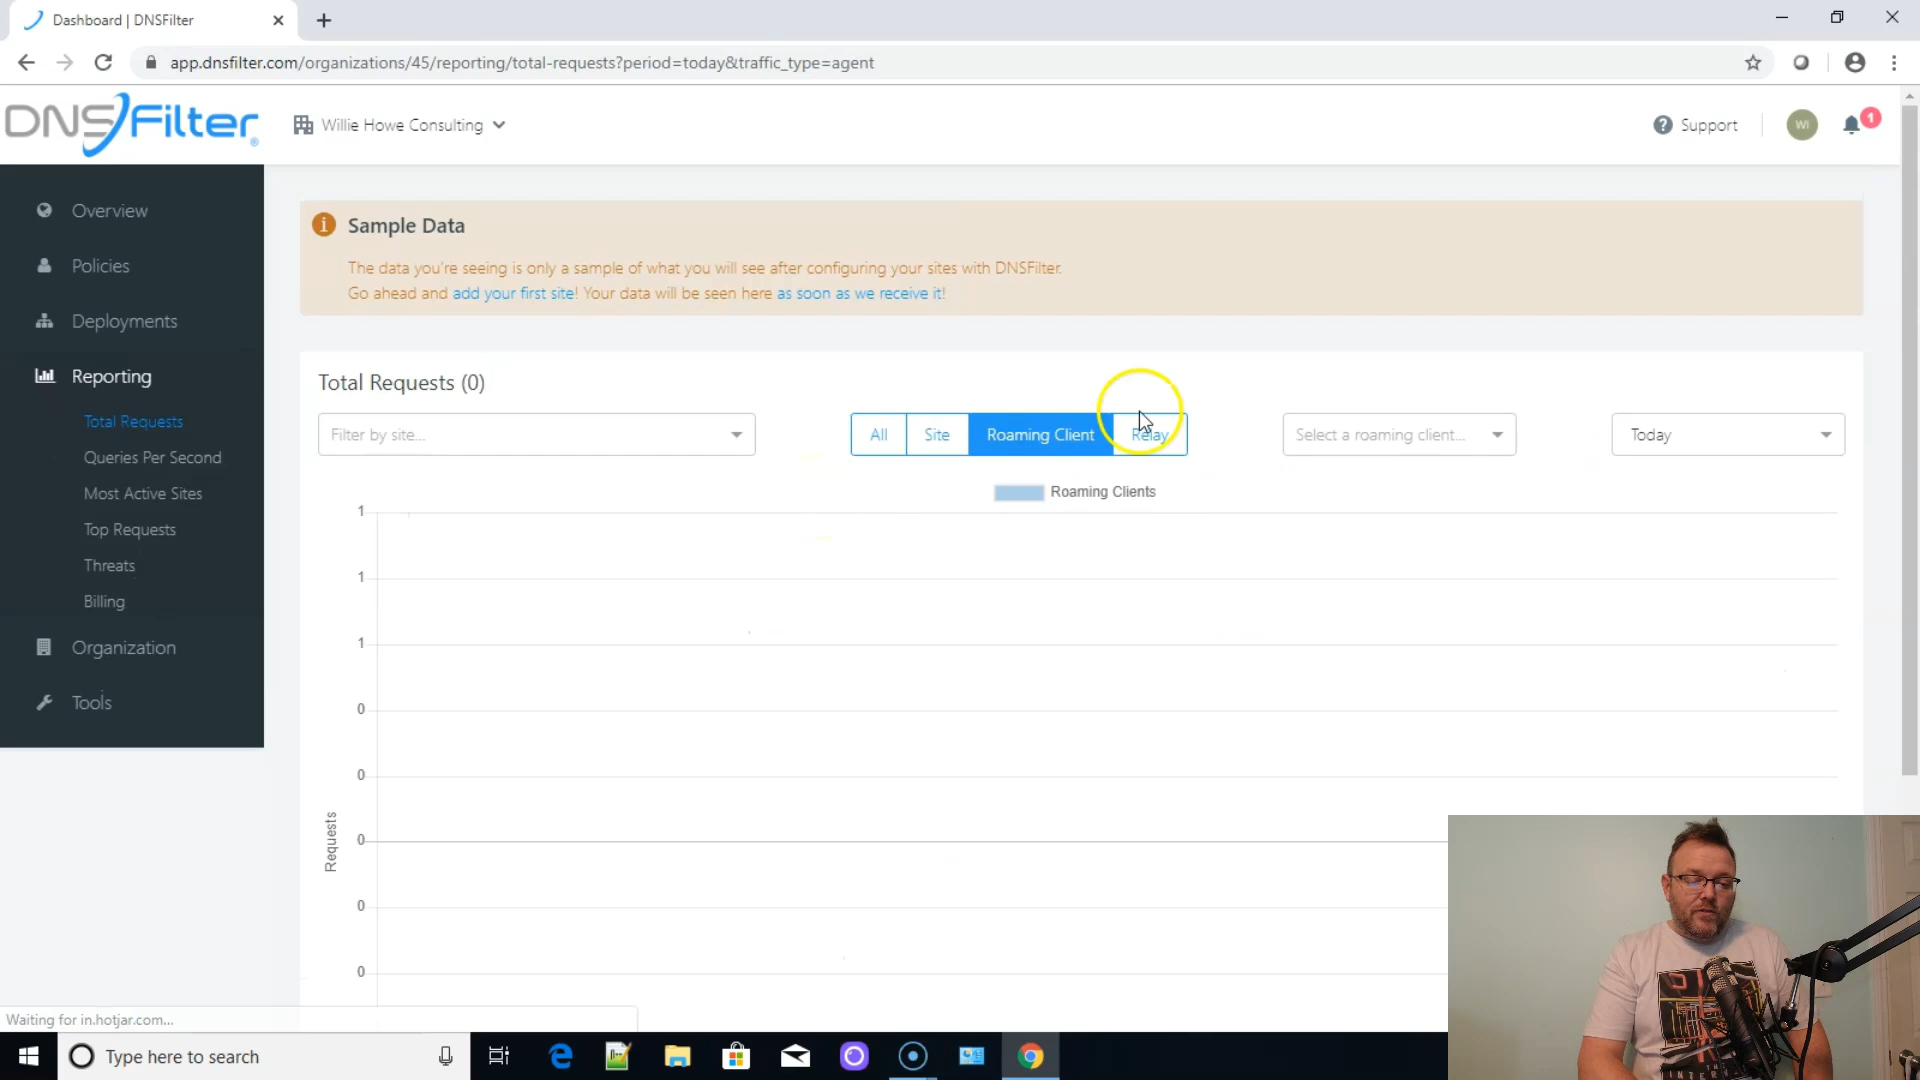 Dashboard | DNSFilter
app.dnsfilter.com/organizations/45/reporting/total-requests?period=today&traffic_type=agent
DNSFilter
Willie Howe Consulting
Support
WI
1
Overview
Policies
Deployments
Reporting
Total Requests
Queries Per Second
Most Active Sites
Top Requests
Threats
Billing
Organization
Tools
Sample Data
The data you're seeing is only a sample of what you will see after configuring your sites with DNSFilter.
Go ahead and add your first site! Your data will be seen here as soon as we receive it!
Total Requests (0)
Filter by site...
All
Site
Roaming Client
Relay
Select a roaming client...
Today
Roaming Clients
1
1
1
0
0
0
0
0
Requests
Waiting for in.hotjar.com...
Type here to search